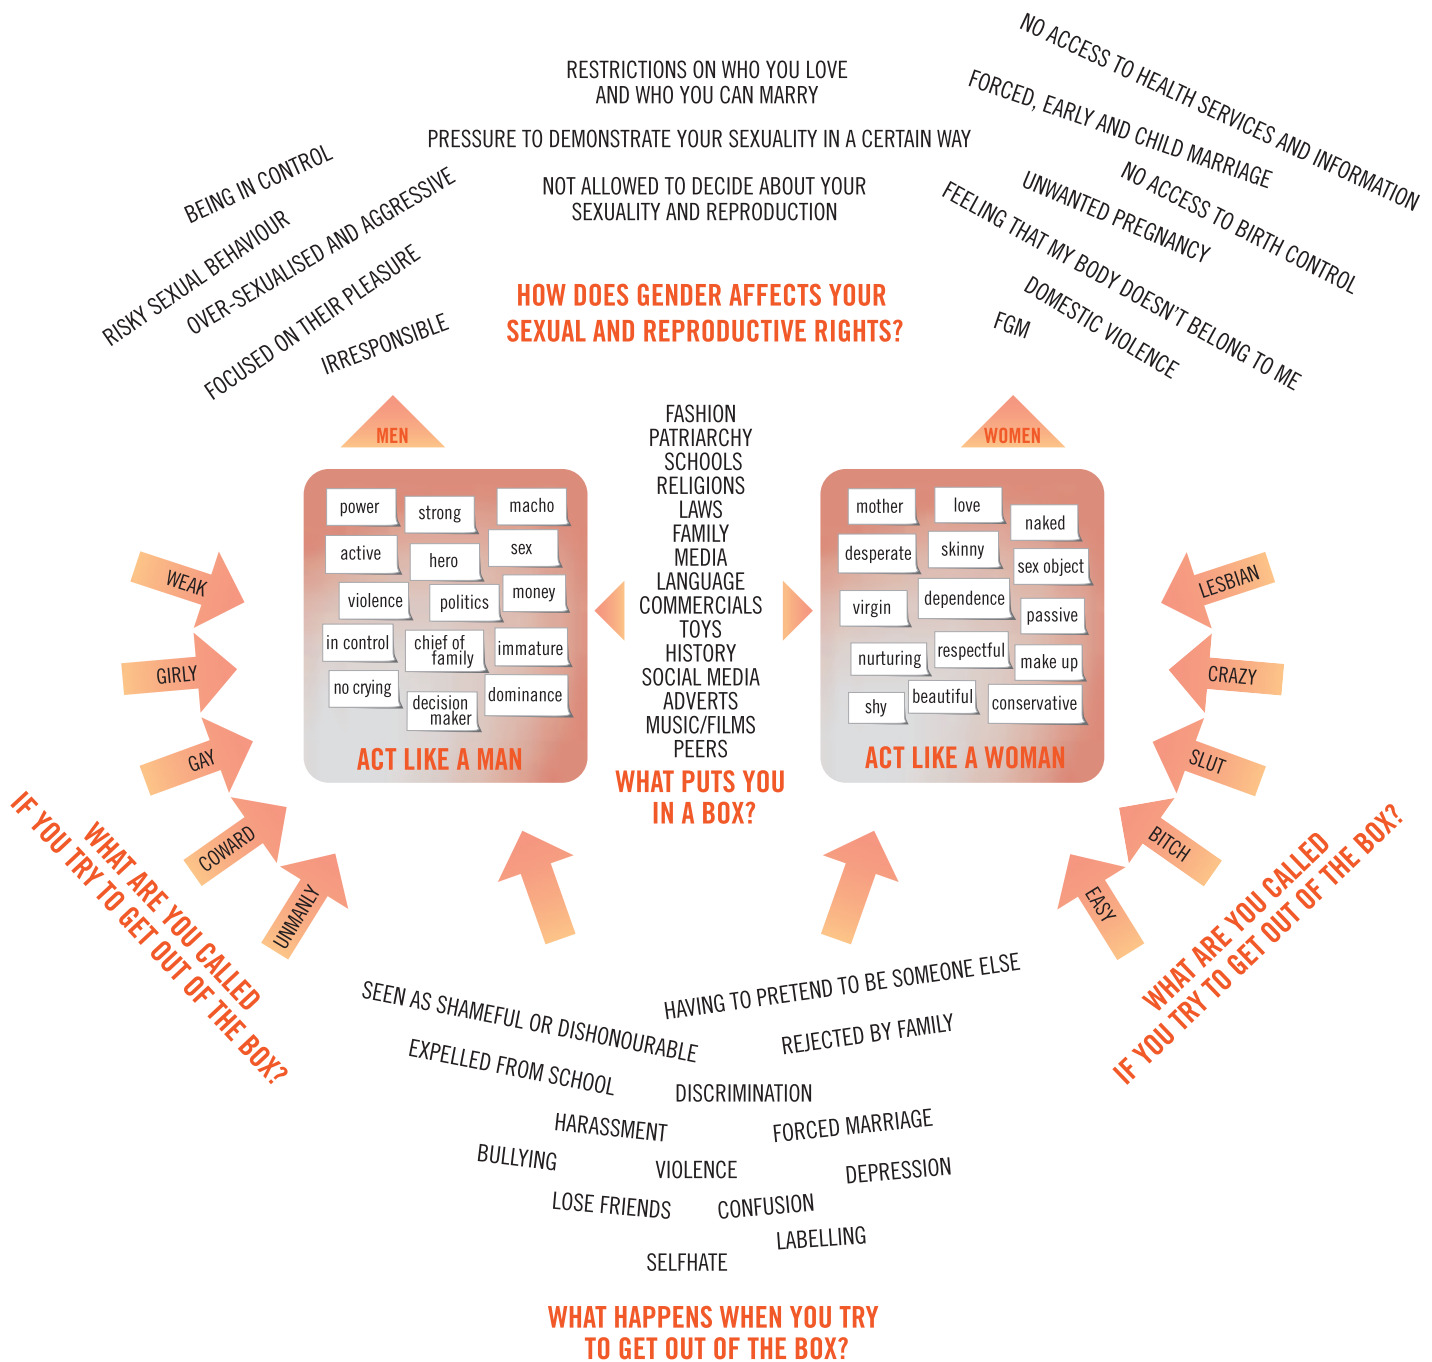 NO ACCESS TO HEALTH SERVICES AND INFORMATION
RESTRICTIONS ON WHO YOU LOVE
AND WHO YOU CAN MARRY
FORCED, EARLY AND CHILD MARRIAGE
PRESSURE TO DEMONSTRATE YOUR SEXUALITY IN A CERTAIN WAY
NO ACCESS TO BIRTH CONTROL
BEING IN CONTROL
NOT ALLOWED TO DECIDE ABOUT YOUR
SEXUALITY AND REPRODUCTION
UNWANTED PREGNANCY
FEELING THAT MY BODY DOESN'T BELONG TO ME
RISKY SEXUAL BEHAVIOUR
OVER-SEXUALISED AND AGGRESSIVE
FOCUSED ON THEIR PLEASURE
IRRESPONSIBLE
DOMESTIC VIOLENCE
FGM
HOW DOES GENDER AFFECTS YOUR
SEXUAL AND REPRODUCTIVE RIGHTS?
MEN
power
strong
macho
active
hero
sex
violence
politics
money
in control
chief of
family
immature
no crying
decision
maker
dominance
ACT LIKE A MAN
FASHION
PATRIARCHY
SCHOOLS
RELIGIONS
LAWS
FAMILY
MEDIA
LANGUAGE
COMMERCIALS
TOYS
HISTORY
SOCIAL MEDIA
ADVERTS
MUSIC/FILMS
PEERS
WHAT PUTS YOU
IN A BOX?
WOMEN
mother
love
naked
desperate
skinny
sex object
virgin
dependence
passive
nurturing
respectful
make up
shy
beautiful
conservative
ACT LIKE A WOMAN
WEAK
GIRLY
GAY
COWARD
UNMANLY
WHAT ARE YOU CALLED
IF YOU TRY TO GET OUT OF THE BOX?
LESBIAN
CRAZY
SLUT
BITCH
EASY
WHAT ARE YOU CALLED
IF YOU TRY TO GET OUT OF THE BOX?
SEEN AS SHAMEFUL OR DISHONOURABLE
HAVING TO PRETEND TO BE SOMEONE ELSE
EXPELLED FROM SCHOOL
REJECTED BY FAMILY
DISCRIMINATION
HARASSMENT
FORCED MARRIAGE
BULLYING
VIOLENCE
DEPRESSION
LOSE FRIENDS
CONFUSION
LABELLING
SELFHATE
WHAT HAPPENS WHEN YOU TRY
TO GET OUT OF THE BOX?